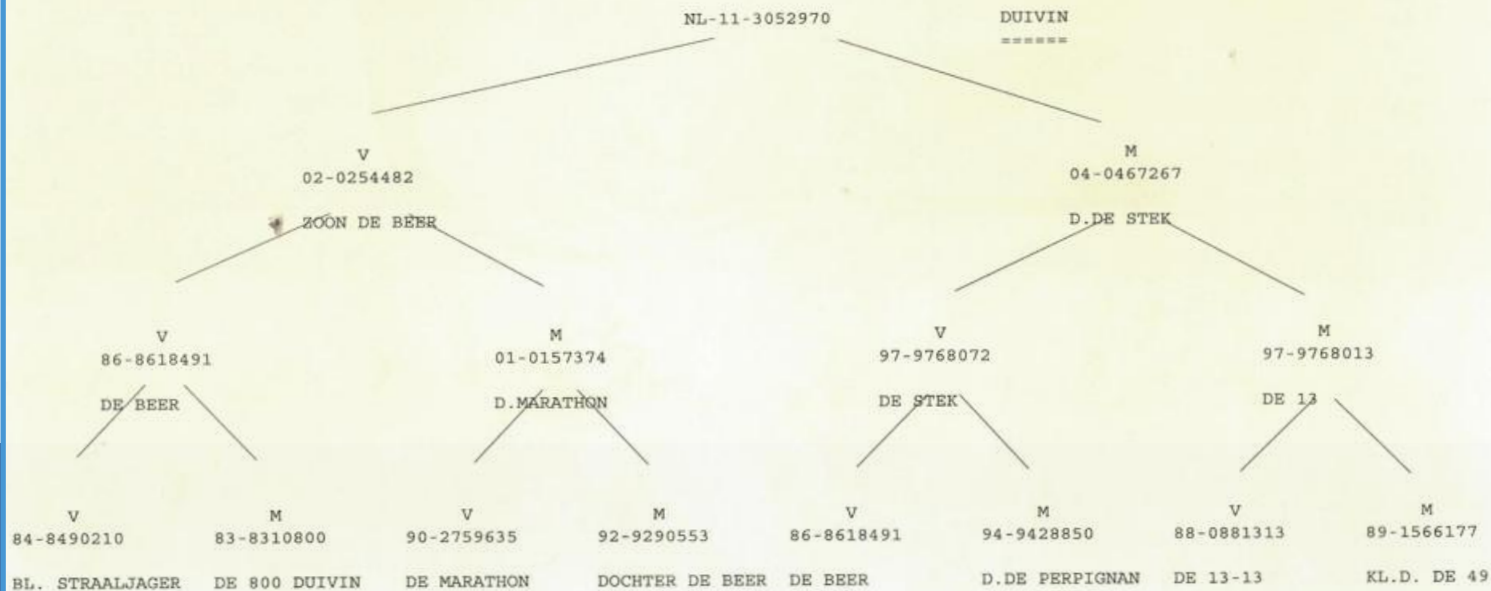 NL-11-3052970 DUIVIN
======
V M
02-0254482 04-0467267
ZOON DE BEER D.DE STEK
V M V M
86-8618491 01-0157374 97-9768072 97-9768013
DE BEER D.MARATHON DE STEK DE 13
V M V M V M V M
84-8490210 83-8310800 90-2759635 92-9290553 86-8618491 94-9428850 88-0881313 89-1566177
BL. STRAALJAGER DE 800 DUIVIN DE MARATHON DOCHTER DE BEER DE BEER D.DE PERPIGNAN DE 13-13 KL.D. DE 49